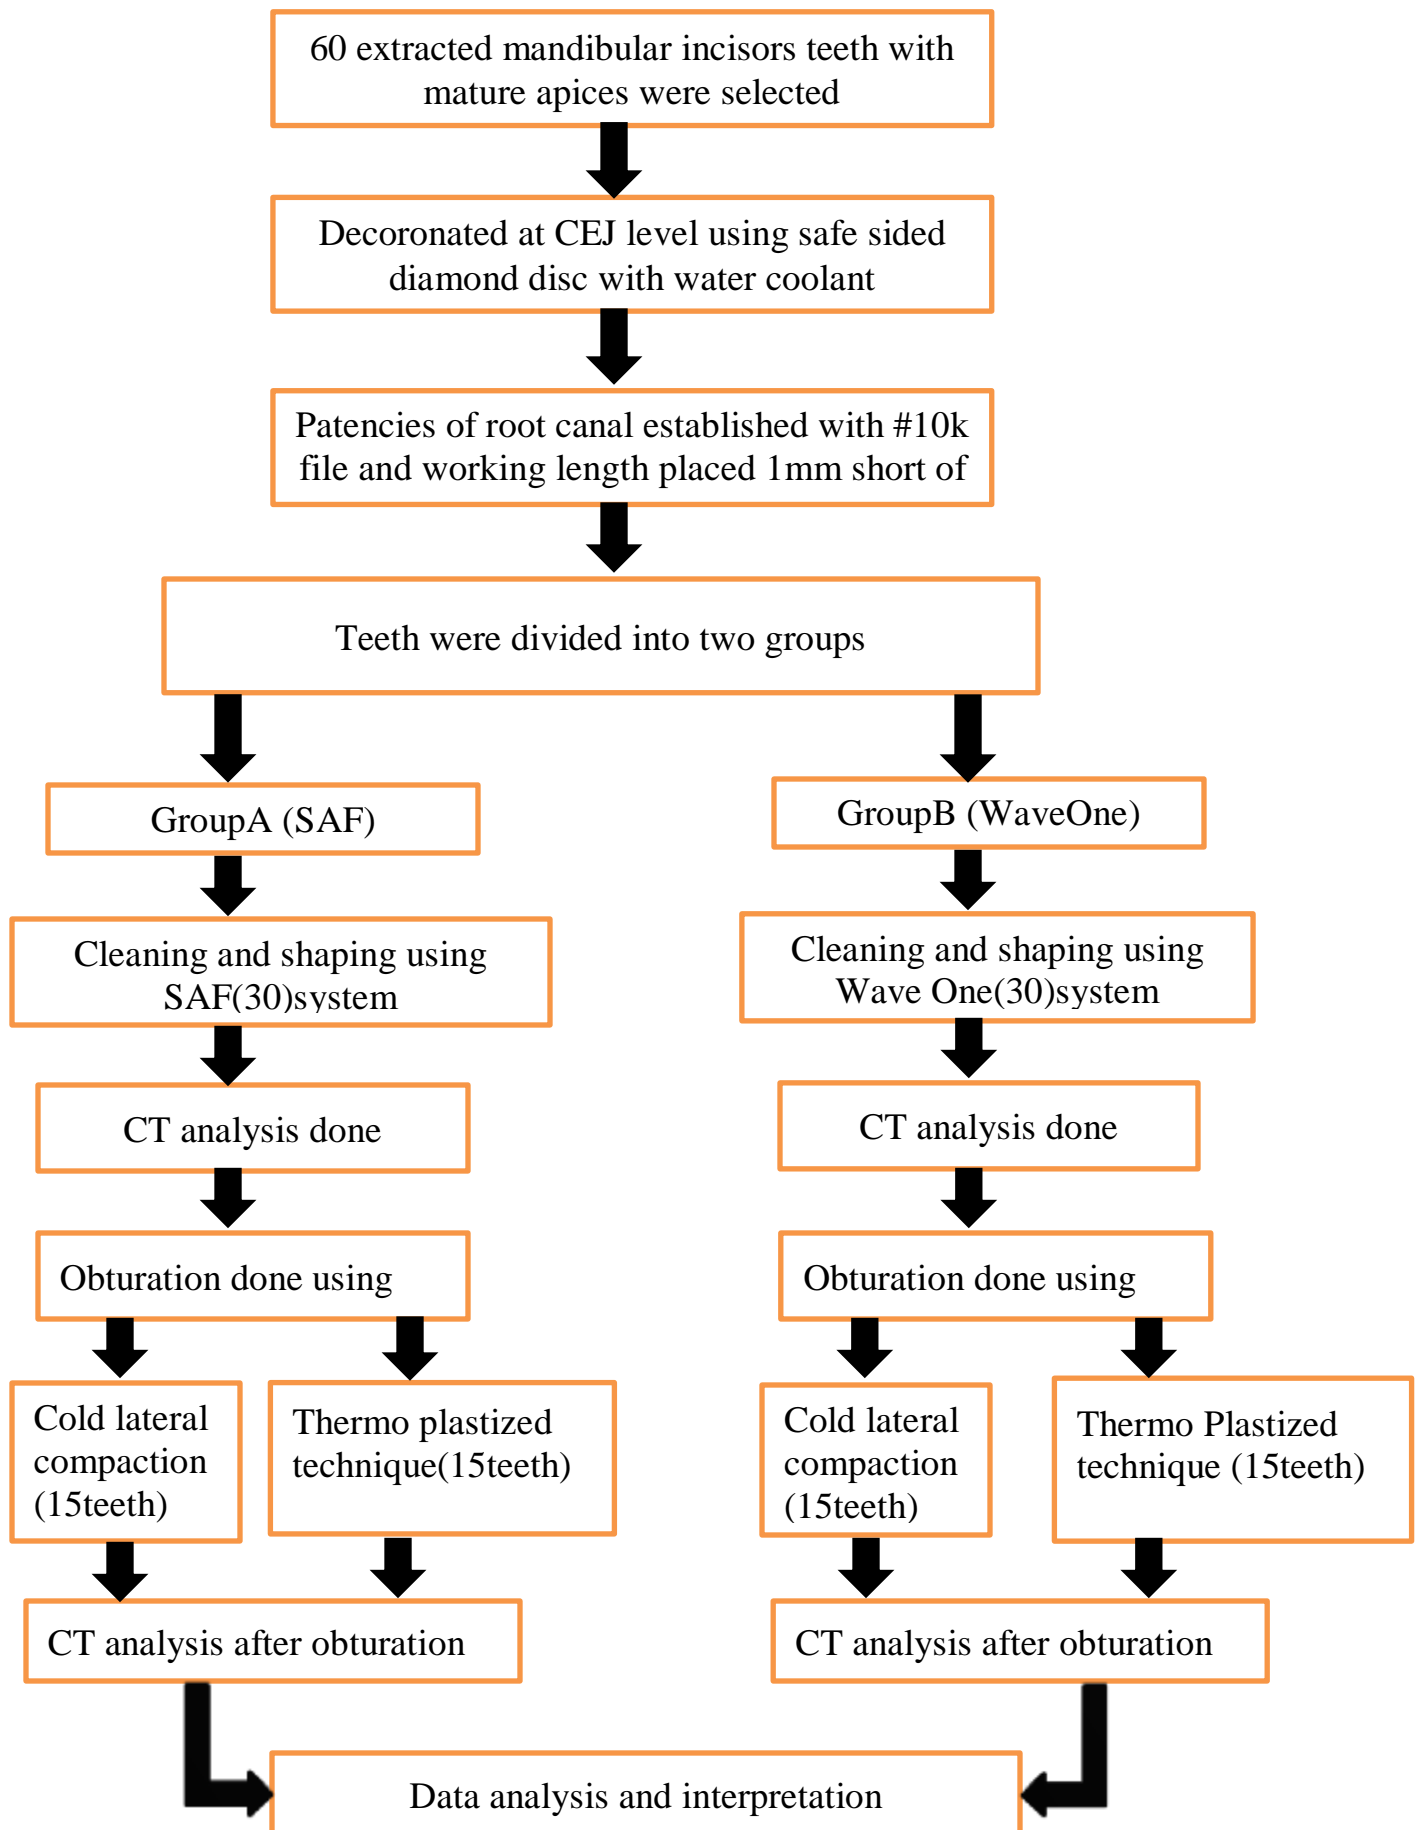 60 extracted mandibular incisors teeth with
mature apices were selected
Decoronated at CEJ level using safe sided
diamond disc with water coolant
Patencies of root canal established with #10k
file and working length placed 1mm short of
Teeth were divided into two groups
GroupA (SAF)
GroupB (WaveOne)
Cleaning and shaping using
SAF(30)system
Cleaning and shaping using
Wave One(30)system
CT analysis done
CT analysis done
Obturation done using
Obturation done using
Cold lateral
compaction
(15teeth)
Thermo plastized
technique(15teeth)
Cold lateral
compaction
(15teeth)
Thermo Plastized
technique (15teeth)
CT analysis after obturation
CT analysis after obturation
Data analysis and interpretation